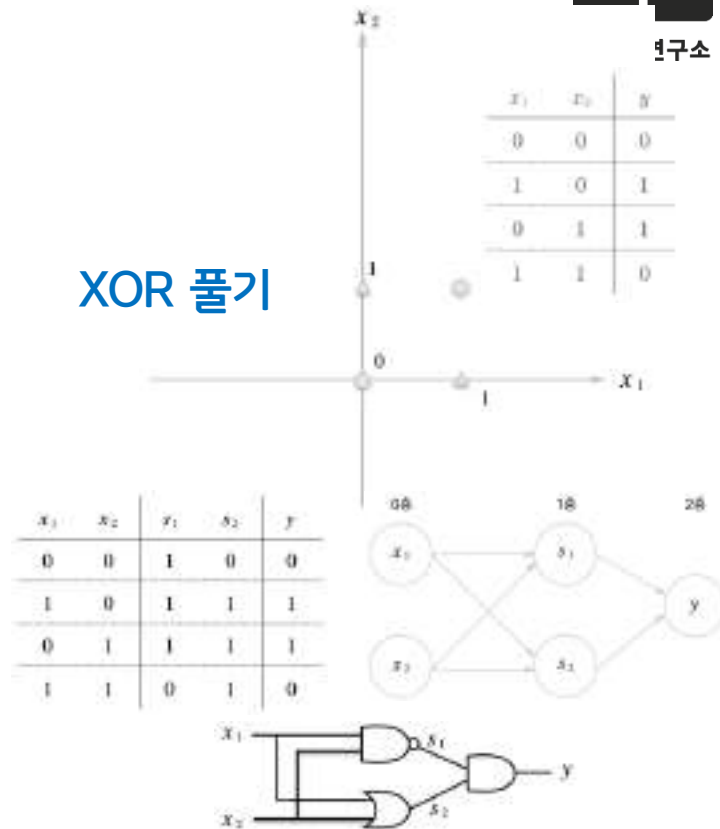 x₂
연구소
x₁ x₂ y
0 0 0
1 0 1
0 1 1
1 1 0
XOR 풀기
1
0
x₁
1
x₁ x₂ s₁ s₂ y
0 0 1 0 0
1 0 1 1 1
0 1 1 1 1
1 1 0 1 0
0층 1층 2층
x₁ s₁
y
x₂ s₂
x₁ s₁
y
x₂ s₂